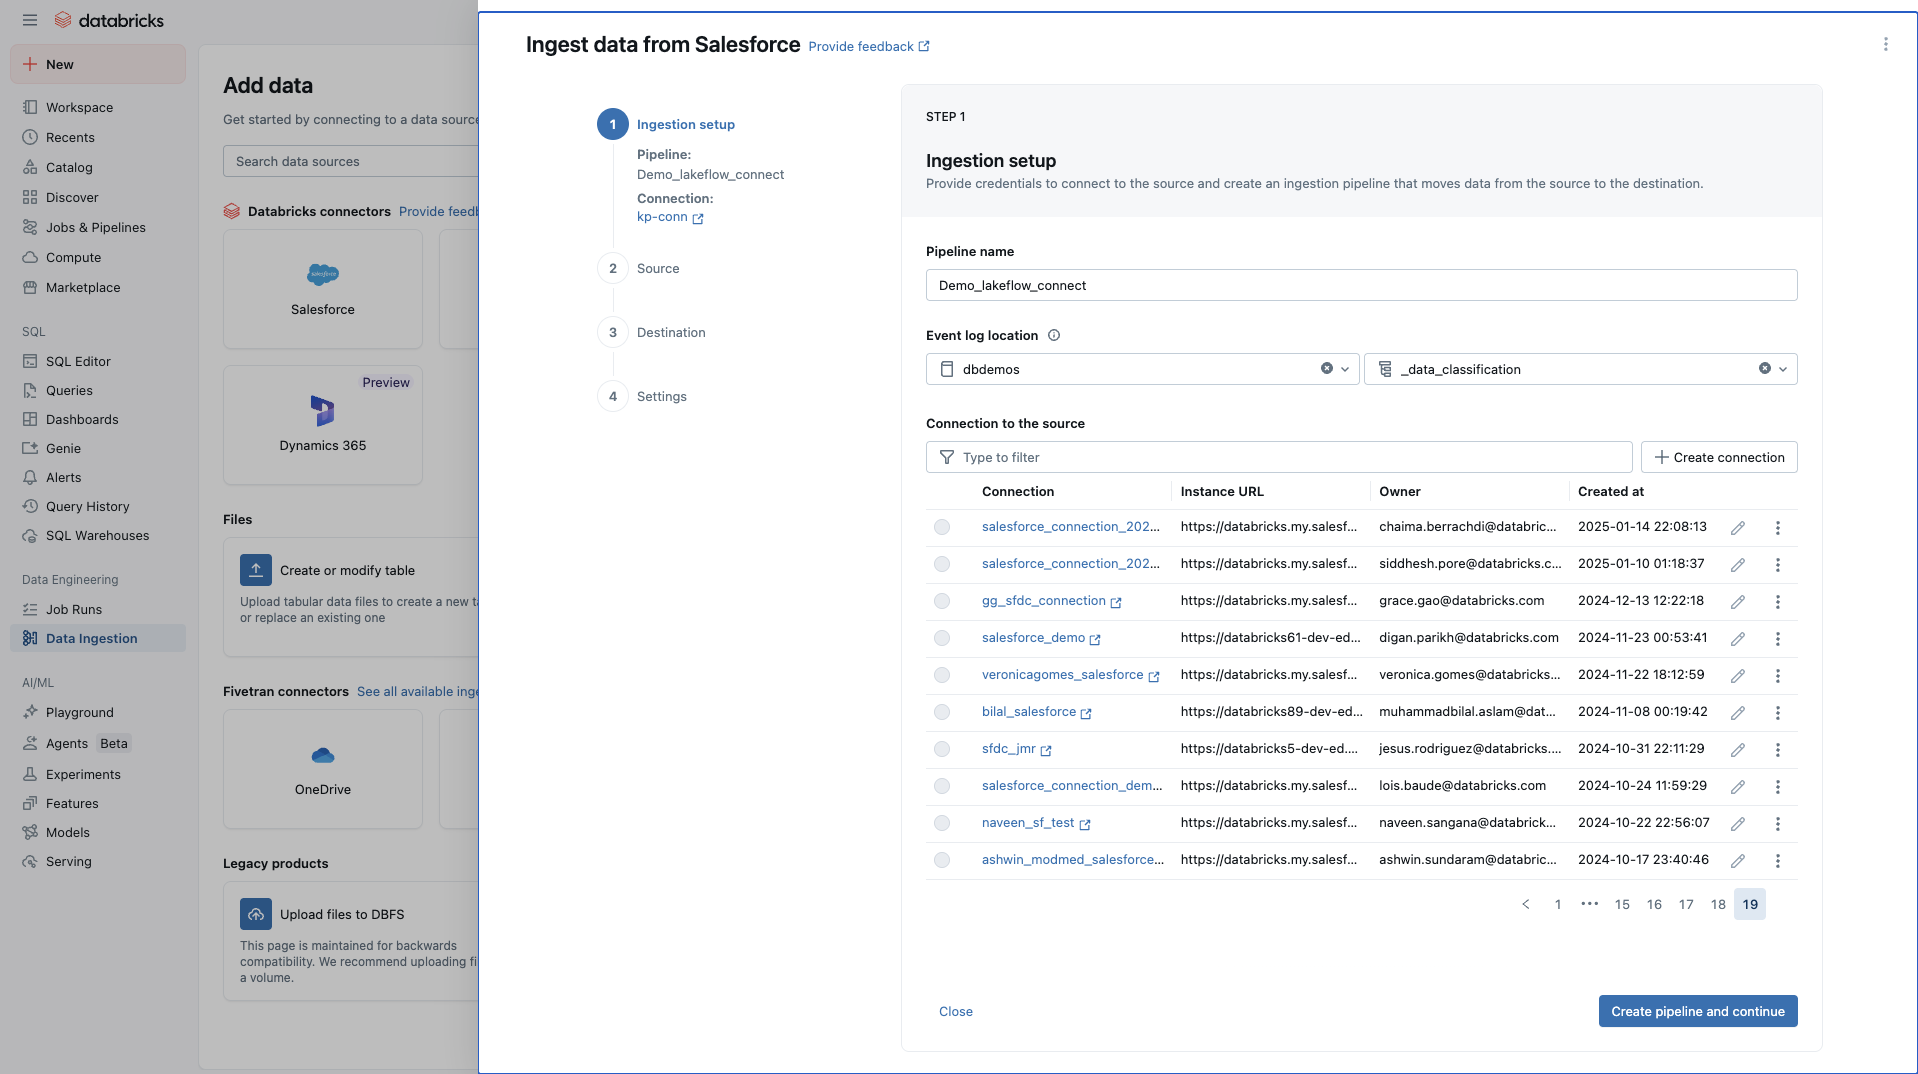 databricks
New
Workspace
Recents
Catalog
Discover
Jobs & Pipelines
Compute
Marketplace
SQL
SQL Editor
Queries
Dashboards
Genie
Alerts
Query History
SQL Warehouses
Data Engineering
Job Runs
Data Ingestion
AI/ML
Playground
Agents Beta
Experiments
Features
Models
Serving
Add data
Get started by connecting to a data source
Search data sources
Databricks connectors Provide feedb
salesforce
Salesforce
Preview
Dynamics 365
Files
Create or modify table
Upload tabular data files to create a new ta
or replace an existing one
Fivetran connectors See all available inge
OneDrive
Legacy products
Upload files to DBFS
This page is maintained for backwards
compatibility. We recommend uploading fi
a volume.
Ingest data from Salesforce Provide feedback
1 Ingestion setup
Pipeline:
Demo_lakeflow_connect
Connection:
kp-conn
2 Source
3 Destination
4 Settings
STEP 1
Ingestion setup
Provide credentials to connect to the source and create an ingestion pipeline that moves data from the source to the destination.
Pipeline name
Demo_lakeflow_connect
Event log location
dbdemos _data_classification
Connection to the source
Type to filter Create connection
Connection Instance URL Owner Created at
salesforce_connection_202... https://databricks.my.salesf... chaima.berrachdi@databric... 2025-01-14 22:08:13
salesforce_connection_202... https://databricks.my.salesf... siddhesh.pore@databricks.c... 2025-01-10 01:18:37
gg_sfdc_connection https://databricks.my.salesf... grace.gao@databricks.com 2024-12-13 12:22:18
salesforce_demo https://databricks61-dev-ed... digan.parikh@databricks.com 2024-11-23 00:53:41
veronicagomes_salesforce https://databricks.my.salesf... veronica.gomes@databricks... 2024-11-22 18:12:59
bilal_salesforce https://databricks89-dev-ed... muhammadbilal.aslam@dat... 2024-11-08 00:19:42
sfdc_jmr https://databricks5-dev-ed.... jesus.rodriguez@databricks.... 2024-10-31 22:11:29
salesforce_connection_dem... https://databricks.my.salesf... lois.baude@databricks.com 2024-10-24 11:59:29
naveen_sf_test https://databricks.my.salesf... naveen.sangana@databrick... 2024-10-22 22:56:07
ashwin_modmed_salesforce... https://databricks.my.salesf... ashwin.sundaram@databric... 2024-10-17 23:40:46
1 ••• 15 16 17 18 19
Close Create pipeline and continue